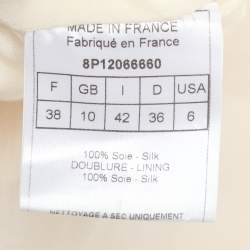 MADE IN FRANCE
Fabriqué en France
8P12066660
F GB I D USA
38 10 42 36 6
100% Soie - Silk
DOUBLURE - LINING
100% Soie - Silk
NETTOYAGE A SEC UNIQUEMENT